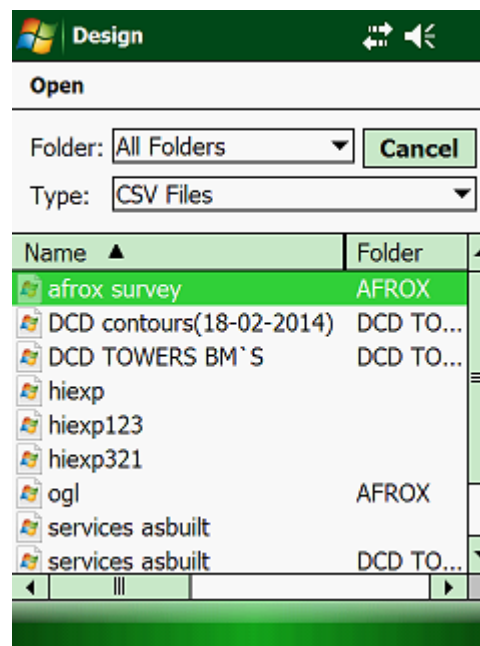 Design
Open
Folder: All Folders Cancel
Type: CSV Files
Name Folder
afrox survey AFROX
DCD contours(18-02-2014) DCD TO...
DCD TOWERS BM`S DCD TO...
hiexp
hiexp123
hiexp321
ogl AFROX
services asbuilt
services asbuilt DCD TO...